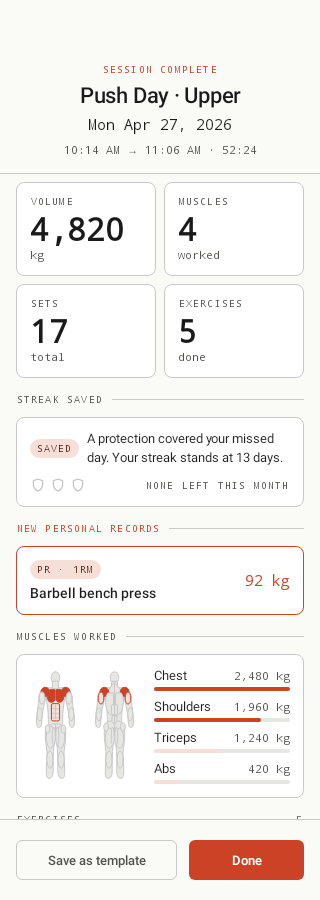 SESSION COMPLETE
Push Day · Upper
Mon Apr 27, 2026
10:14 AM → 11:06 AM · 52:24
VOLUME
4,820
kg
MUSCLES
4
worked
SETS
17
total
EXERCISES
5
done
STREAK SAVED
SAVED
A protection covered your missed
day. Your streak stands at 13 days.
NONE LEFT THIS MONTH
NEW PERSONAL RECORDS
PR · 1RM
Barbell bench press
92 kg
MUSCLES WORKED
Chest 2,480 kg
Shoulders 1,960 kg
Triceps 1,240 kg
Abs 420 kg
EXERCISES
Save as template
Done